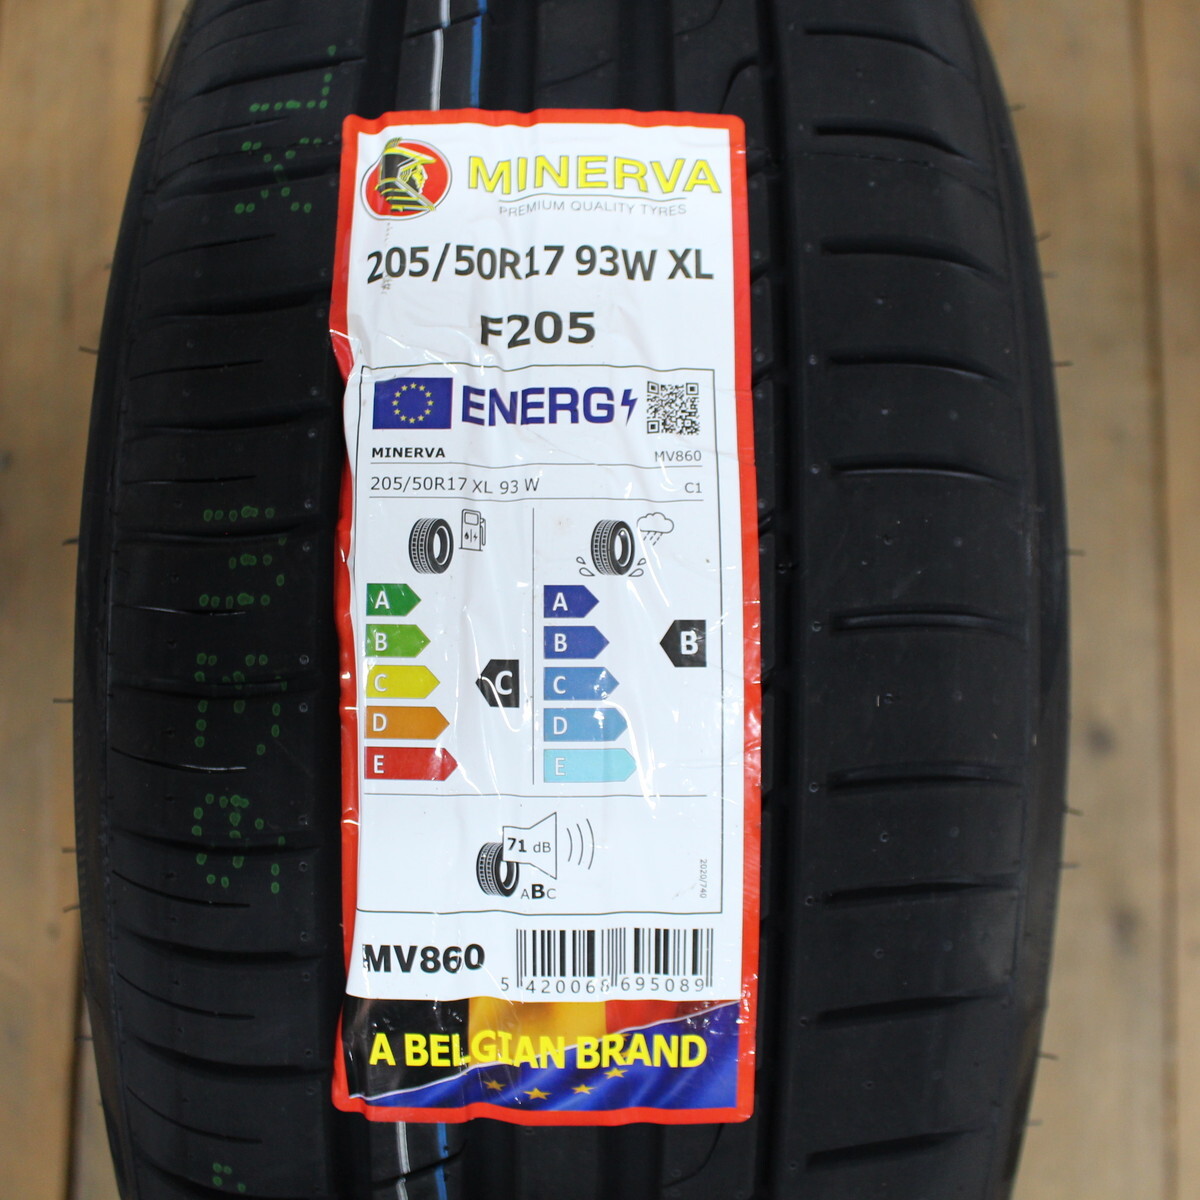 MINERVA
PREMIUM QUALITY TYRES
205/50R17 93W XL
F205
ENERG
MINERVA MV860
205/50R17 XL 93 W C1
A
B
C
D
E
C
A
B
C
D
E
B
71 dB
ABC
2020/740
MV860
5 420068 695089
A BELGIAN BRAND
XL